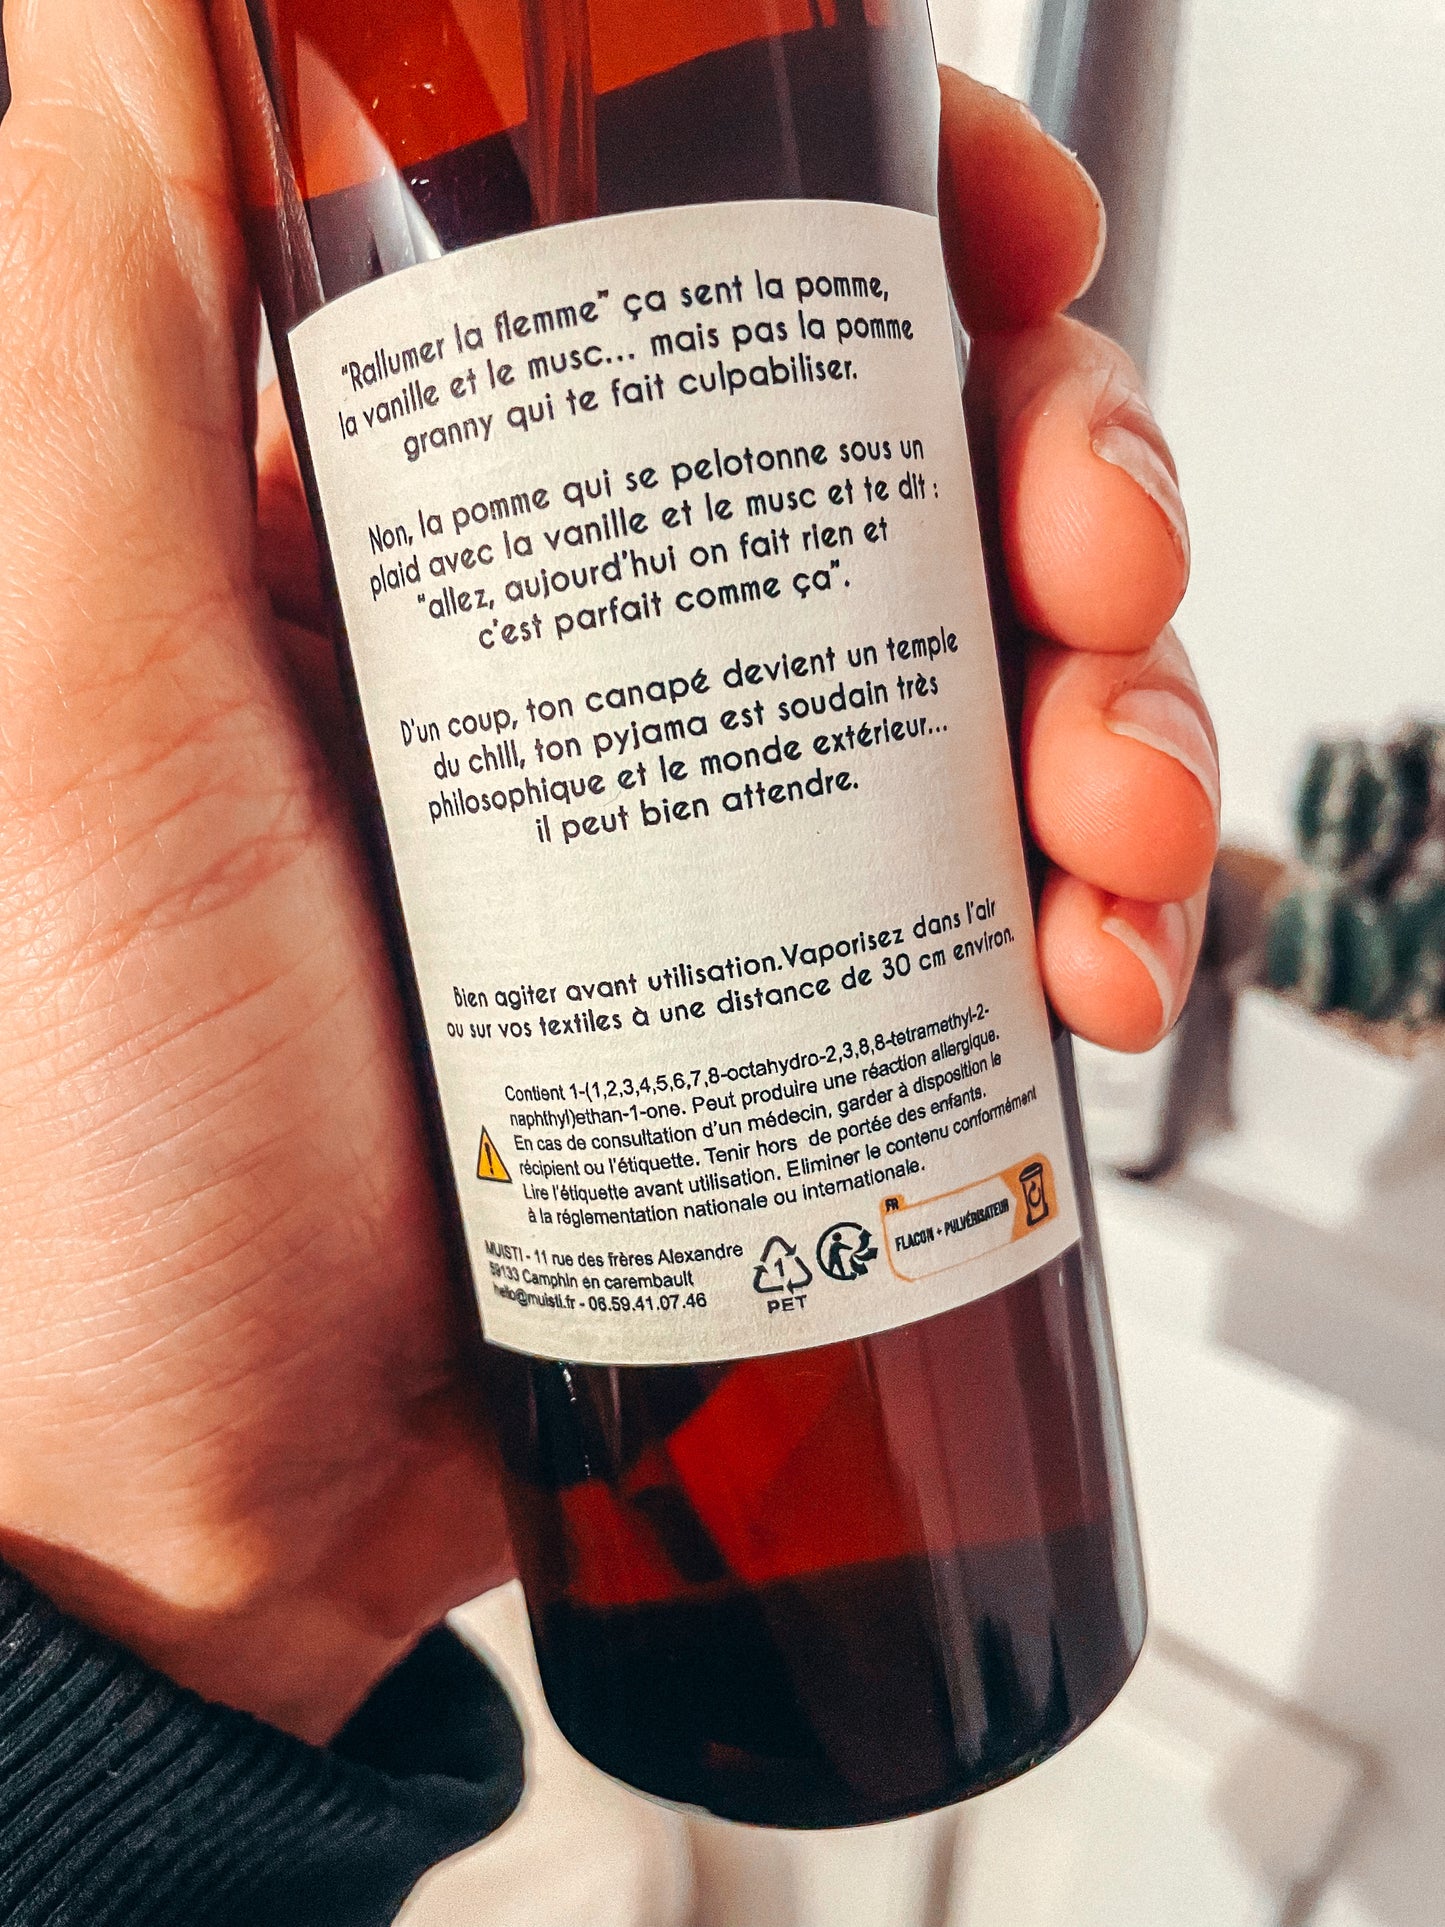 "Rallumer la flemme" ça sent la pomme,
la vanille et le musc... mais pas la pomme
granny qui te fait culpabiliser.
Non, la pomme qui se pelotonne sous un
plaid avec la vanille et le musc et te dit :
"allez, aujourd'hui on fait rien et
c'est parfait comme ça".
D'un coup, ton canapé devient un temple
du chill, ton pyjama est soudain très
philosophique et le monde extérieur...
il peut bien attendre.
Bien agiter avant utilisation.Vaporisez dans l'air
ou sur vos textiles à une distance de 30 cm environ.
Contient 1-(1,2,3,4,5,6,7,8-octahydro-2,3,8,8-tetramethyl-2-
naphthyl)ethan-1-one. Peut produire une réaction allergique.
En cas de consultation d'un médecin, garder à disposition le
récipient ou l'étiquette. Tenir hors de portée des enfants.
Lire l'étiquette avant utilisation. Eliminer le contenu conformément
à la réglementation nationale ou internationale.
MUISTI - 11 rue des frères Alexandre
59133 Camphin en carembault
hello@muisti.fr - 06.59.41.07.46
1
PET
FR
FLACON + PULVÉRISATEUR